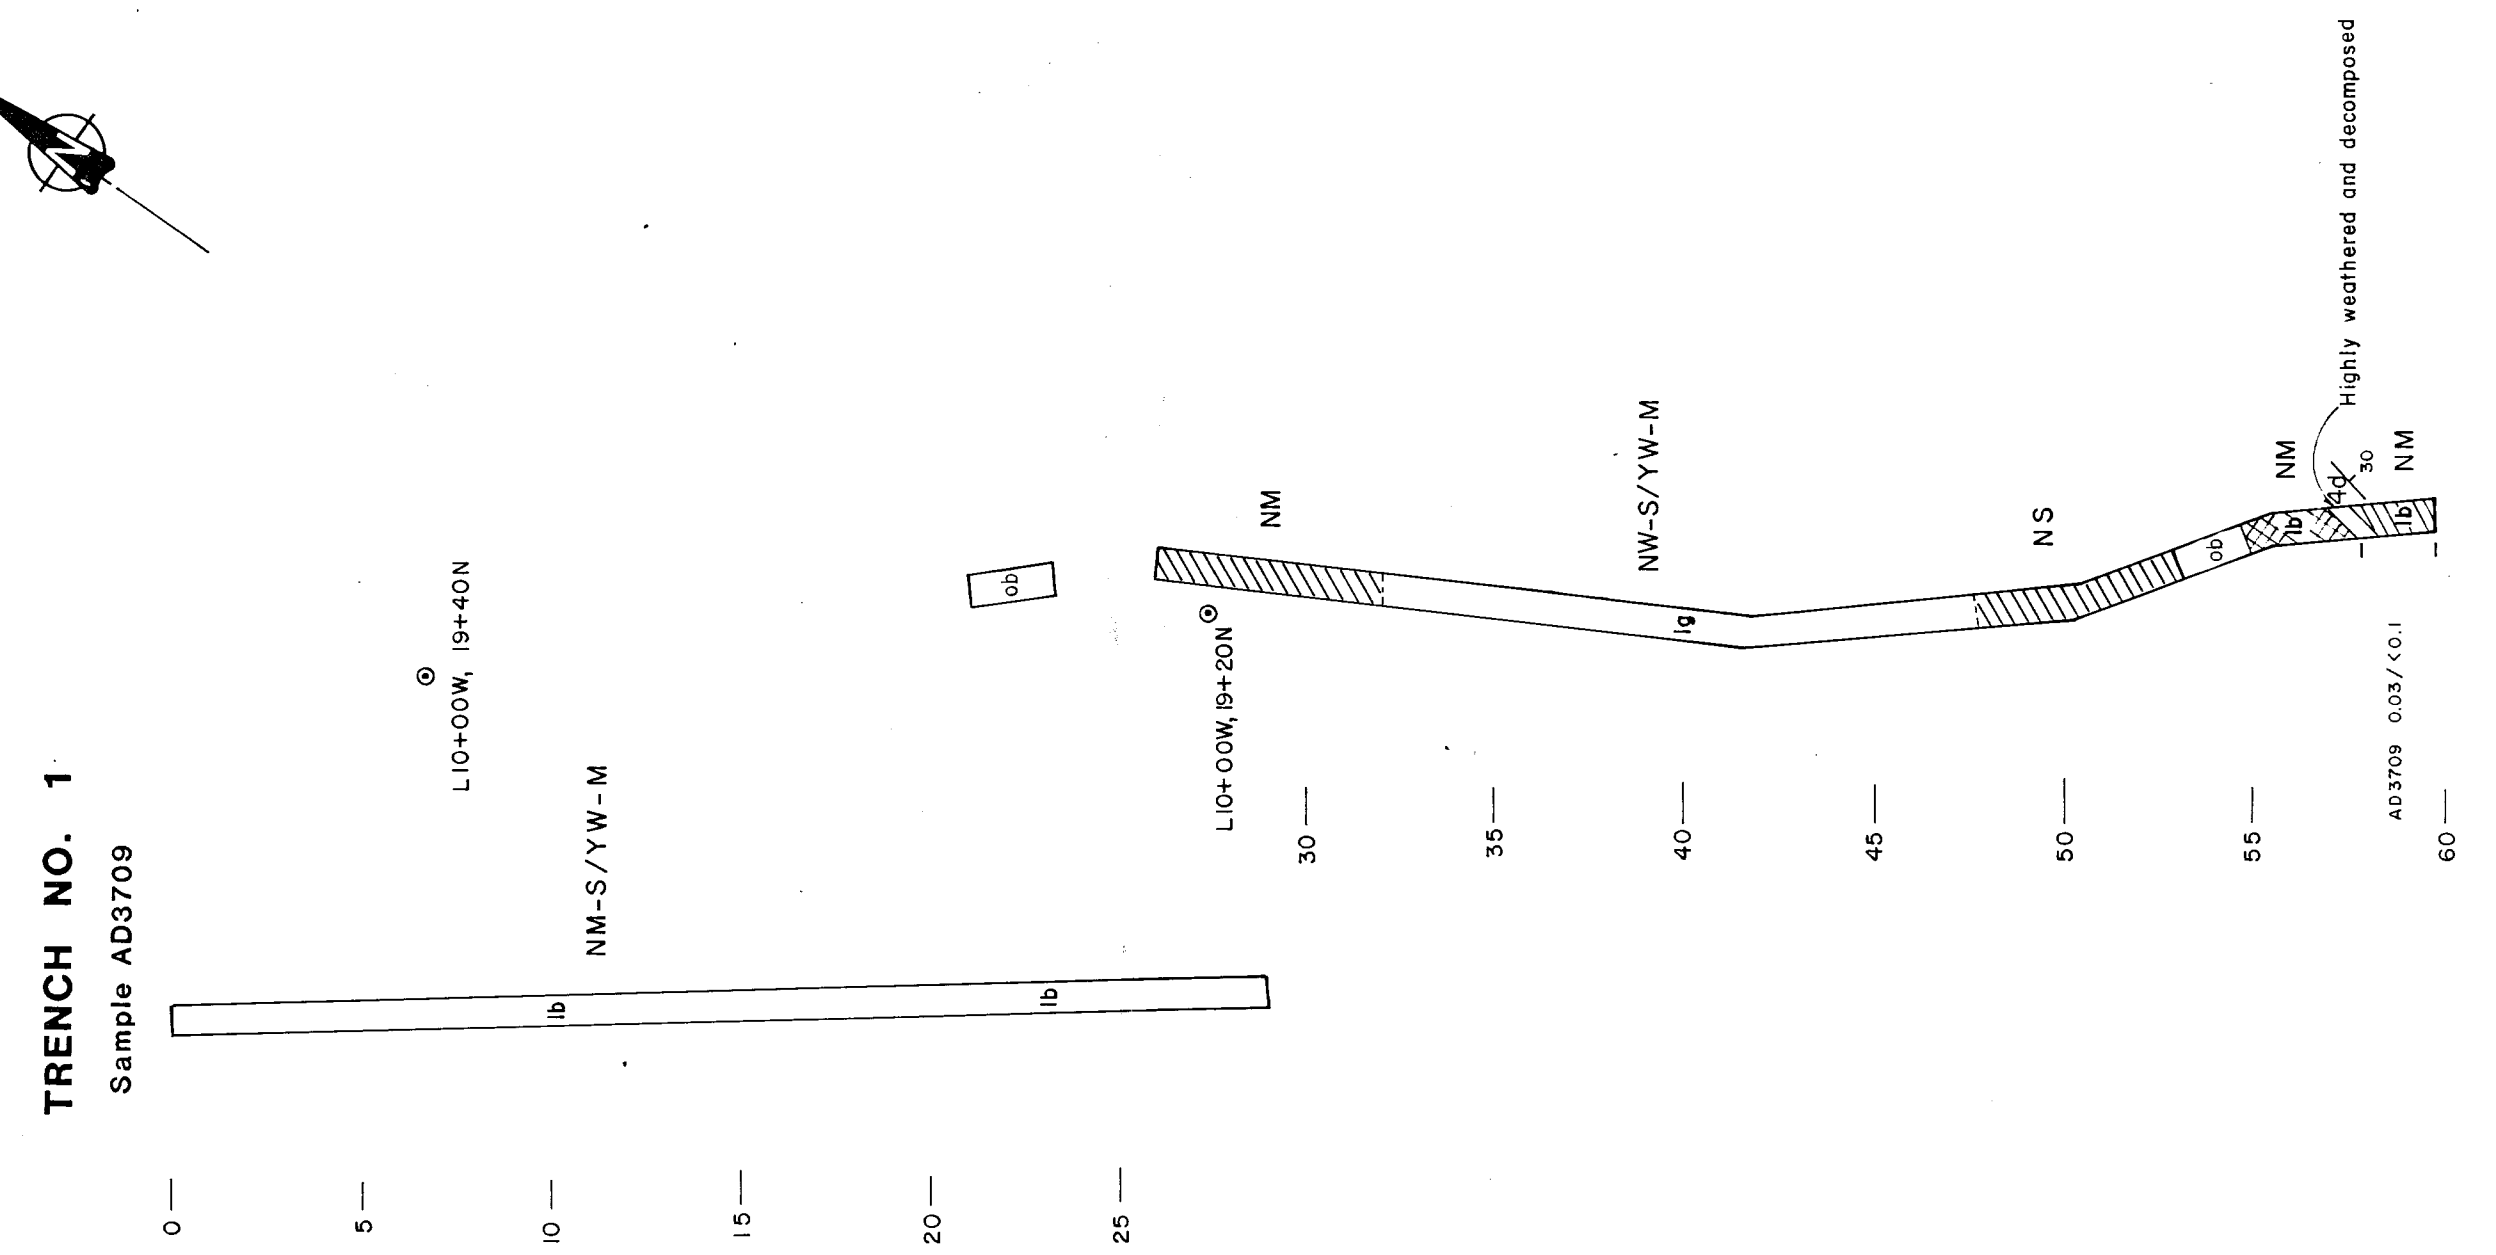 TRENCH NO. 1
Sample AD3709
N
L10+00W, 19+40N
NM-S/YW-M
lb
lb
ob
L10+00W, 19+20N
NM
NW-S/YW-M
lg
NS
ob
NM
lb
4d
30
Highly weathered and decomposed
NM
lb
AD3709 0.03/<0.1
0
5
10
15
20
25
30
35
40
45
50
55
60